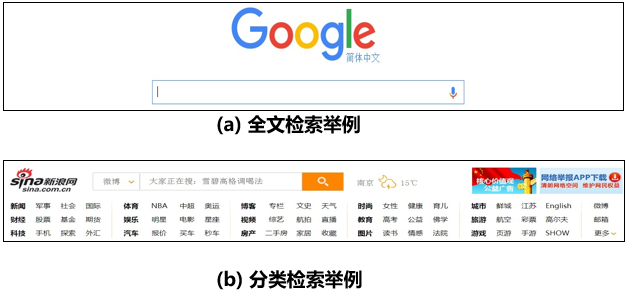 Google
简体中文
(a) 全文检索举例
sina新浪网
sina.com.cn
微博
大家正在搜：雪碧高格调喝法
南京 15℃
核心价值观
公益广告
网络举报APP下载
清朗网络空间 维护网民权益
新闻 军事 社会 国际 体育 NBA 中超 奥运 博客 专栏 文史 天气 时尚 女性 健康 育儿 城市 鲜城 江苏 English 微博
财经 股票 基金 期货 娱乐 明星 电影 星座 视频 综艺 航拍 直播 教育 高考 公益 佛学 旅游 航空 彩票 高尔夫 邮箱
科技 手机 探索 外汇 汽车 报价 买车 秒车 房产 二手房 家居 收藏 图片 读书 情感 法院 游戏 页游 手游 SHOW 更多
(b) 分类检索举例